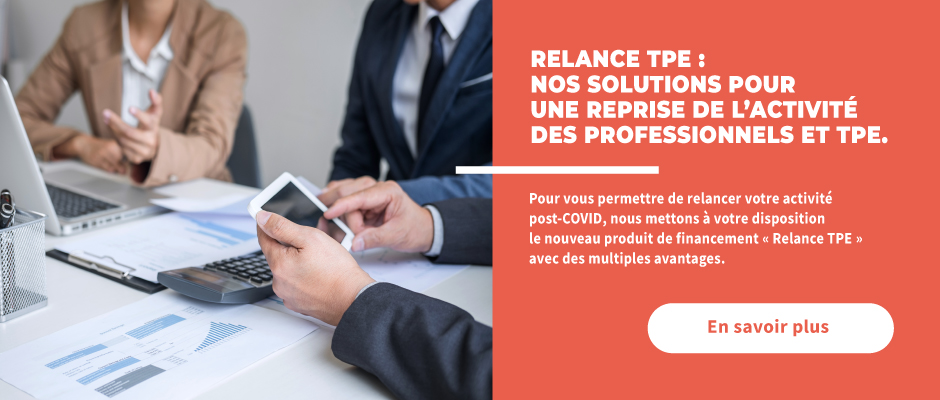 RELANCE TPE :
NOS SOLUTIONS POUR
UNE REPRISE DE L’ACTIVITÉ
DES PROFESSIONNELS ET TPE.
Pour vous permettre de relancer votre activité
post-COVID, nous mettons à votre disposition
le nouveau produit de financement « Relance TPE »
avec des multiples avantages.
En savoir plus